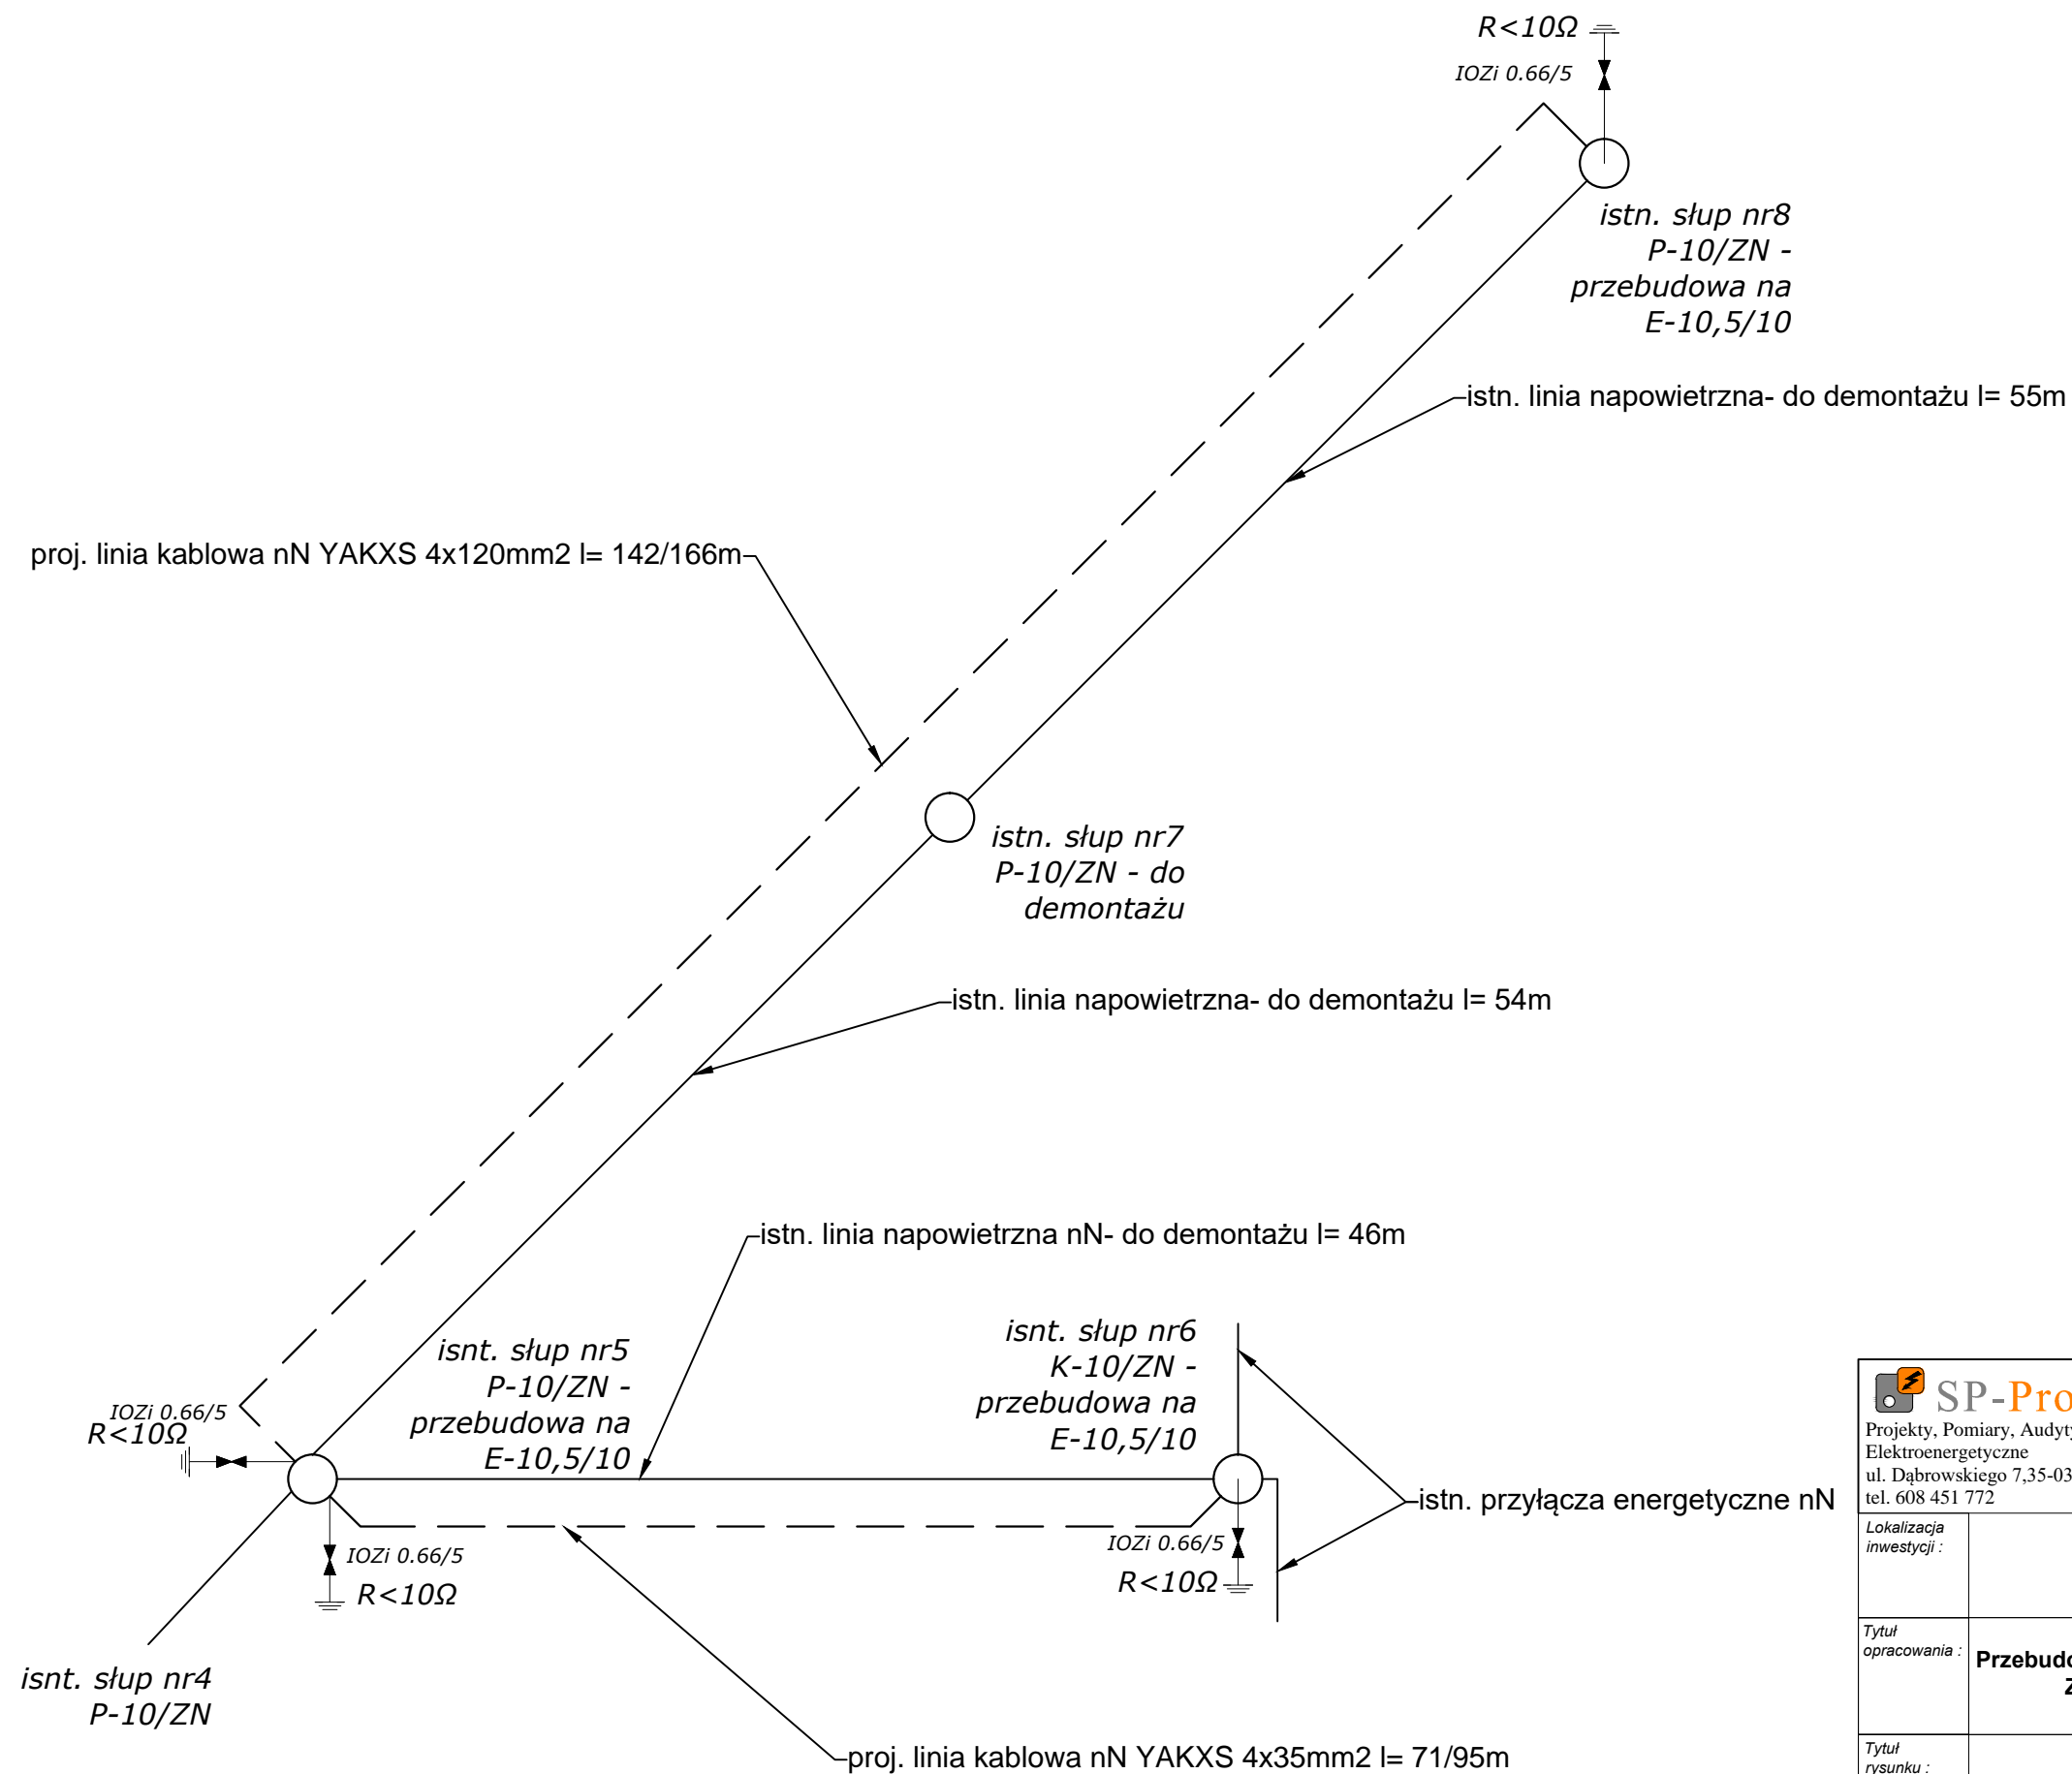 R<10Ω
IOZi 0.66/5
istn. słup nr8
P-10/ZN -
przebudowa na
E-10,5/10
istn. linia napowietrzna- do demontażu l= 55m
proj. linia kablowa nN YAKXS 4x120mm2 l= 142/166m
istn. słup nr7
P-10/ZN - do
demontażu
istn. linia napowietrzna- do demontażu l= 54m
istn. linia napowietrzna nN- do demontażu l= 46m
isnt. słup nr5
P-10/ZN -
przebudowa na
E-10,5/10
isnt. słup nr6
K-10/ZN -
przebudowa na
E-10,5/10
IOZi 0.66/5
R<10Ω
istn. przyłącza energetyczne nN
IOZi 0.66/5
R<10Ω
IOZi 0.66/5
R<10Ω
isnt. słup nr4
P-10/ZN
proj. linia kablowa nN YAKXS 4x35mm2 l= 71/95m
SP-Pro
Projekty, Pomiary, Audyty
Elektroenergetyczne
ul. Dąbrowskiego 7,35-03
tel. 608 451 772
Lokalizacja
inwestycji :
Tytuł
opracowania :
Przebudo
Tytuł
rysunku :